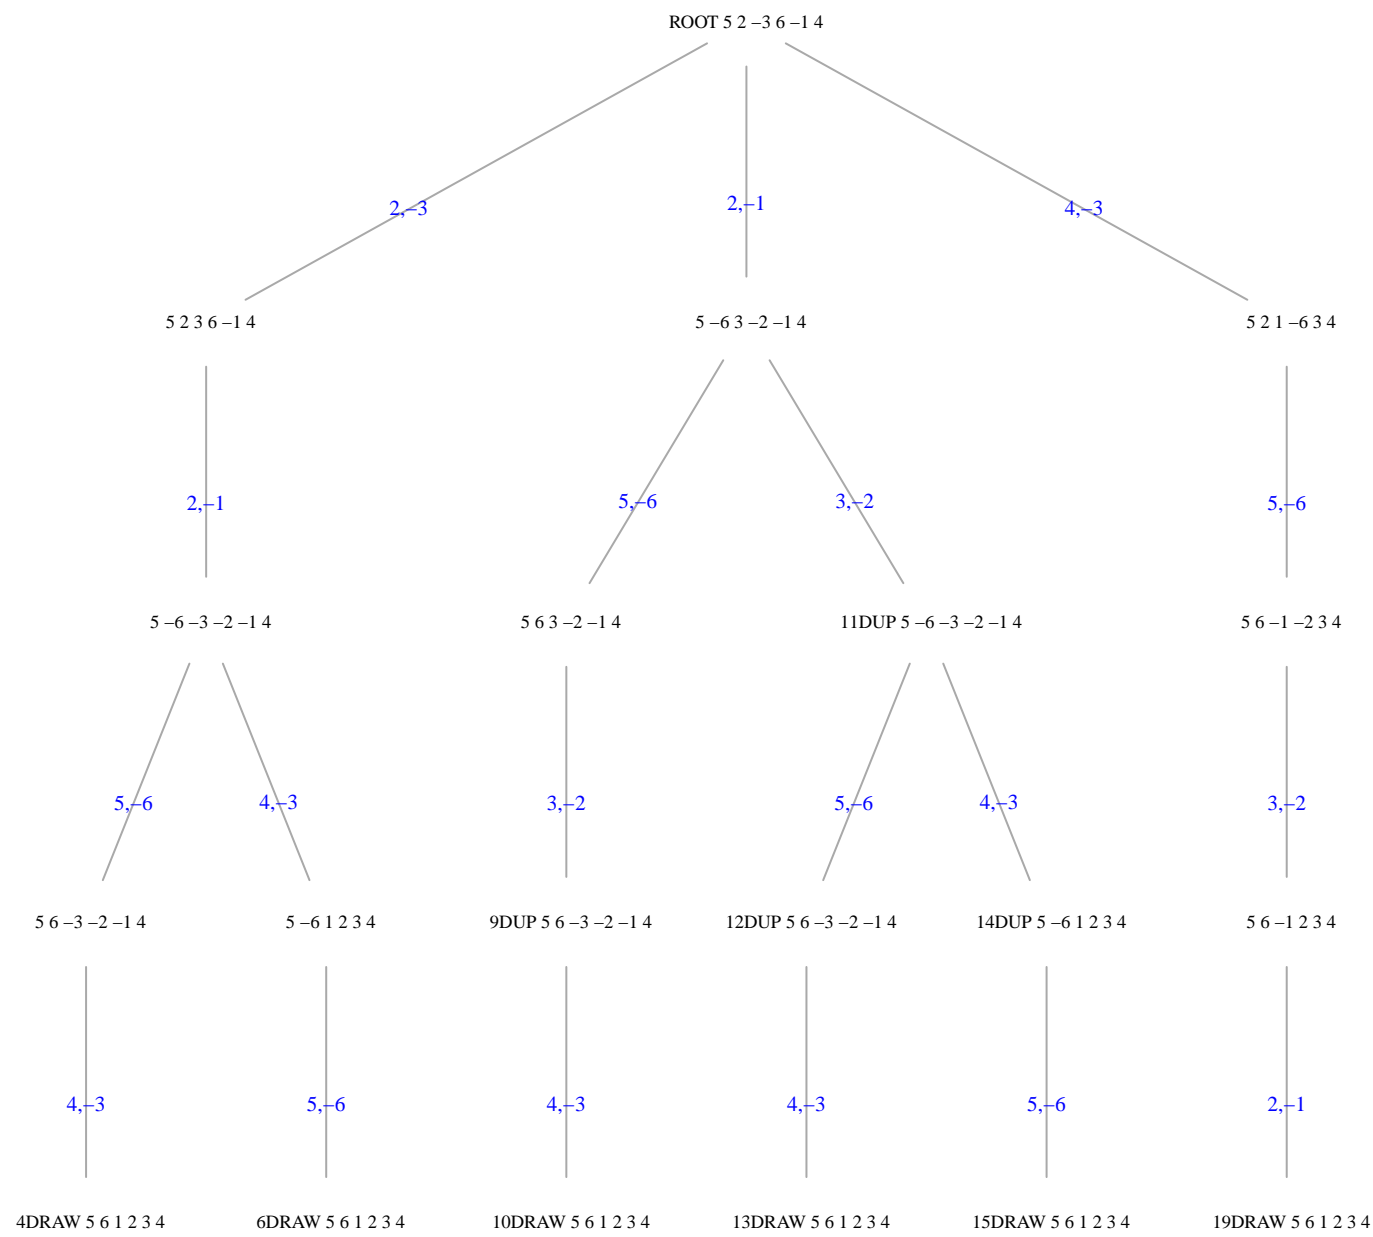 ROOT 5 2 –3 6 –1 4
2,–3
2,–1
4,–3
5 2 3 6 –1 4
5 –6 3 –2 –1 4
5 2 1 –6 3 4
2,–1
5,–6
3,–2
5,–6
5 –6 –3 –2 –1 4
5 6 3 –2 –1 4
11DUP 5 –6 –3 –2 –1 4
5 6 –1 –2 3 4
5,–6
4,–3
3,–2
5,–6
4,–3
3,–2
5 6 –3 –2 –1 4
5 –6 1 2 3 4
9DUP 5 6 –3 –2 –1 4
12DUP 5 6 –3 –2 –1 4
14DUP 5 –6 1 2 3 4
5 6 –1 2 3 4
4,–3
5,–6
4,–3
4,–3
5,–6
2,–1
4DRAW 5 6 1 2 3 4
6DRAW 5 6 1 2 3 4
10DRAW 5 6 1 2 3 4
13DRAW 5 6 1 2 3 4
15DRAW 5 6 1 2 3 4
19DRAW 5 6 1 2 3 4